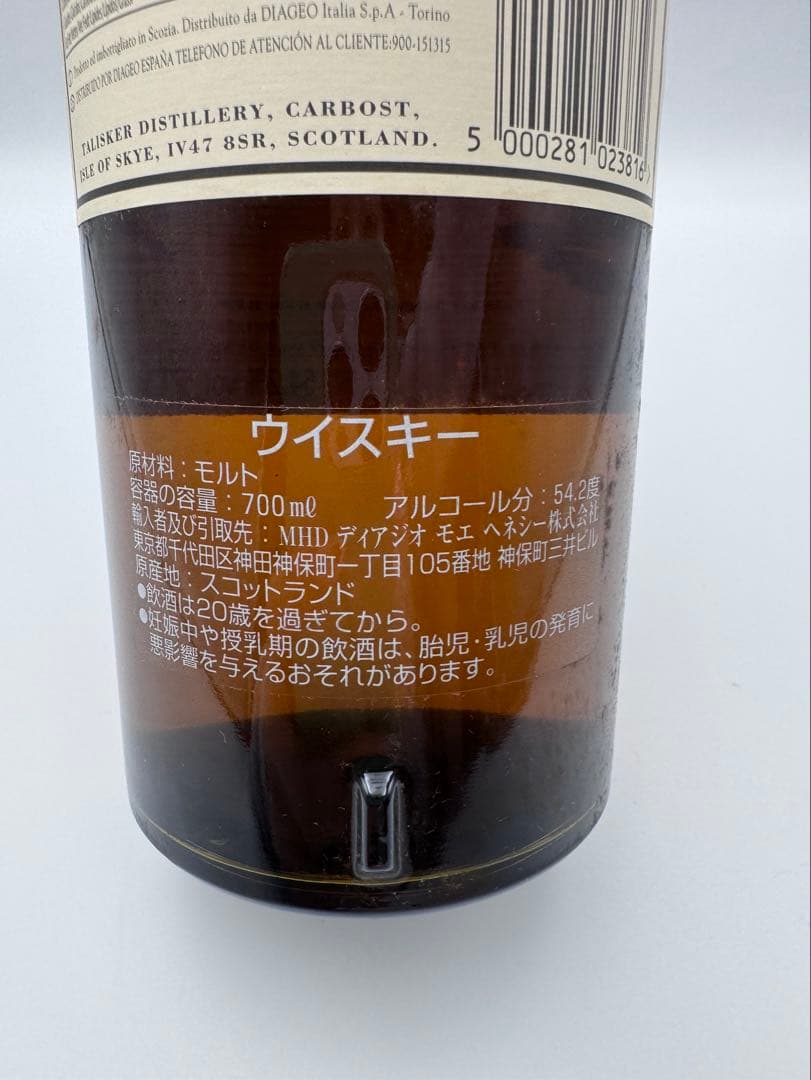 Prodotto ed imbottigliato in Scozia. Distribuito da DIAGEO Italia S.p.A - Torino
DISTRIBUIDO POR DIAGEO ESPAÑA TELEFONO DE ATENCIÓN AL CLIENTE:900-151315
TALISKER DISTILLERY, CARBOST,
ISLE OF SKYE, IV47 8SR, SCOTLAND.
5 000281 023816
ウイスキー
原材料：モルト
容器の容量：700mℓ アルコール分：54.2度
輸入者及び引取先：MHD ディアジオ モエ ヘネシー株式会社
東京都千代田区神田神保町一丁目105番地 神保町三井ビル
原産地：スコットランド
●飲酒は20歳を過ぎてから。
●妊娠中や授乳期の飲酒は、胎児・乳児の発育に
悪影響を与えるおそれがあります。